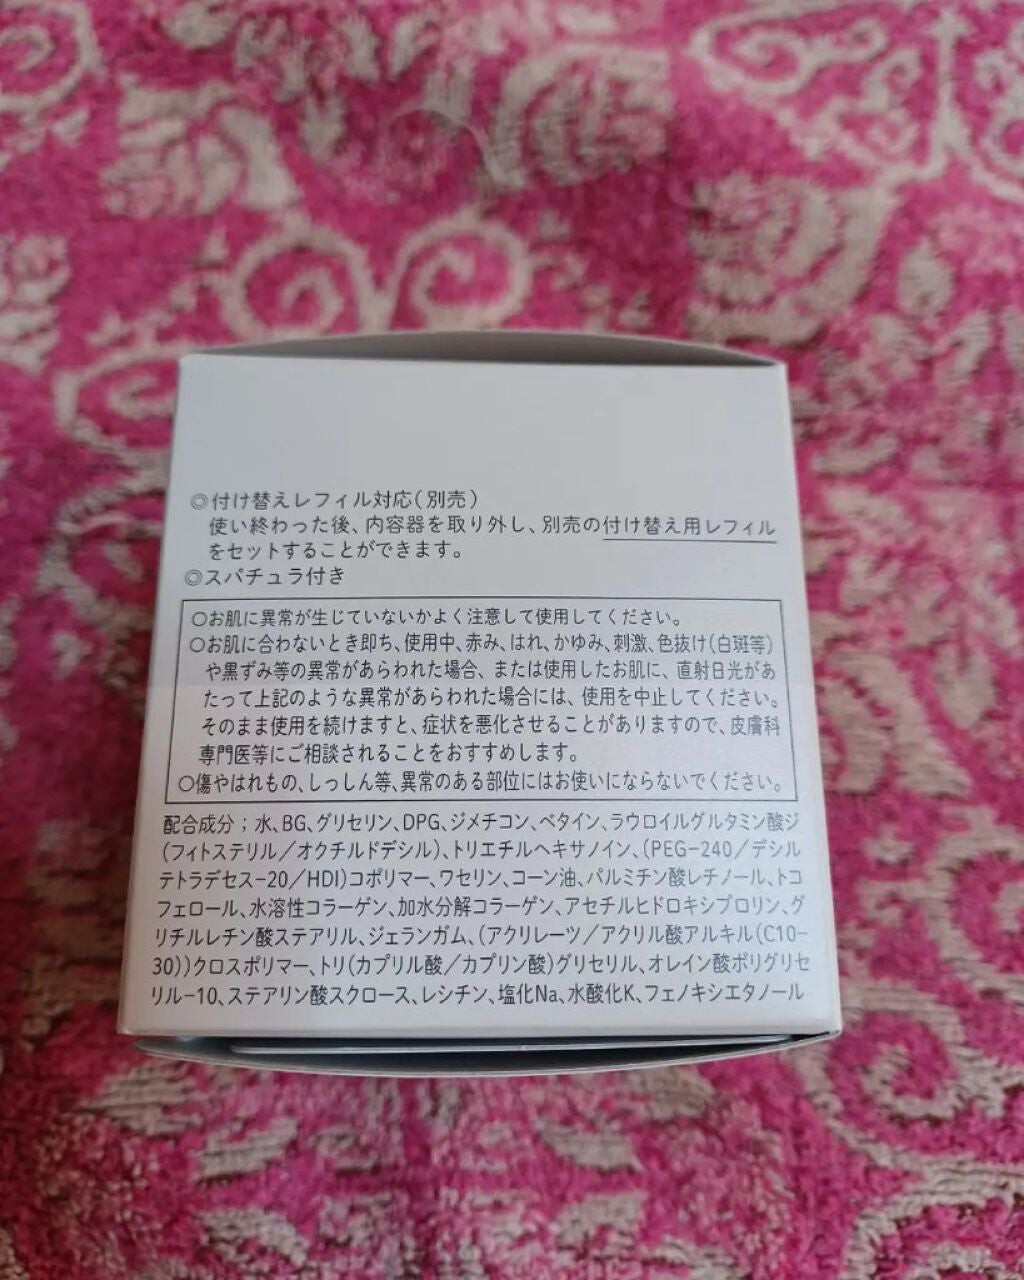 ◎付け替えレフィル対応(別売)
使い終わった後、内容器を取り外し、別売の付け替え用レフィル
をセットすることができます。
◎スパチュラ付き
○お肌に異常が生じていないかよく注意して使用してください。
○お肌に合わないとき即ち、使用中、赤み、はれ、かゆみ、刺激、色抜け(白斑等)
や黒ずみ等の異常があらわれた場合、または使用したお肌に、直射日光があ
たって上記のような異常があらわれた場合には、使用を中止してください。
そのまま使用を続けますと、症状を悪化させることがありますので、皮膚科
専門医等にご相談されることをおすすめします。
○傷やはれもの、しっしん等、異常のある部位にはお使いにならないでください。
配合成分；水、BG、グリセリン、DPG、ジメチコン、ベタイン、ラウロイルグルタミン酸ジ
(フィトステリル／オクチルドデシル)、トリエチルヘキサノイン、(PEG-240／デシル
テトラデセス-20／HDI)コポリマー、ワセリン、コーン油、パルミチン酸レチノール、トコ
フェロール、水溶性コラーゲン、加水分解コラーゲン、アセチルヒドロキシプロリン、グ
リチルレチン酸ステアリル、ジェランガム、(アクリレーツ／アクリル酸アルキル(C10-
30))クロスポリマー、トリ(カプリル酸／カプリン酸)グリセリル、オレイン酸ポリグリセ
リル-10、ステアリン酸スクロース、レシチン、塩化Na、水酸化K、フェノキシエタノール